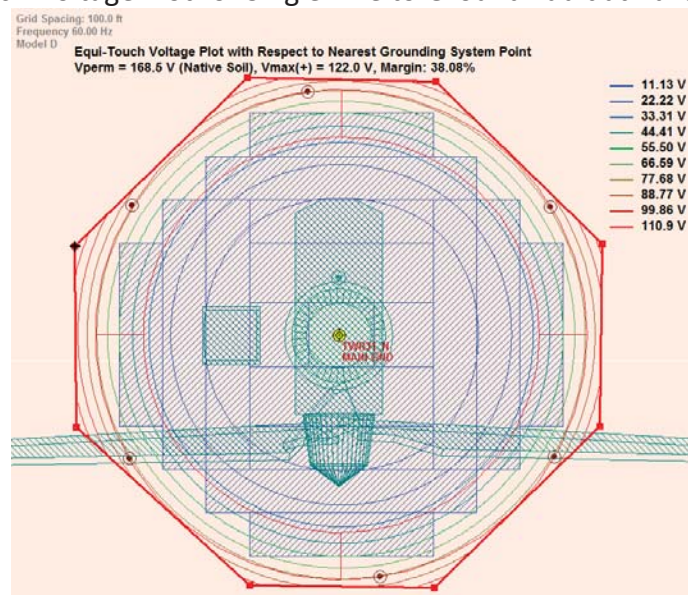 Grid Spacing: 100.0 ft
Frequency 60.00 Hz
Model D
Equi-Touch Voltage Plot with Respect to Nearest Grounding System Point
Vperm = 168.5 V (Native Soil), Vmax(+) = 122.0 V, Margin: 38.08%
11.13 V
22.22 V
33.31 V
44.41 V
55.50 V
66.59 V
77.68 V
88.77 V
99.86 V
110.9 V
MAIN-GND